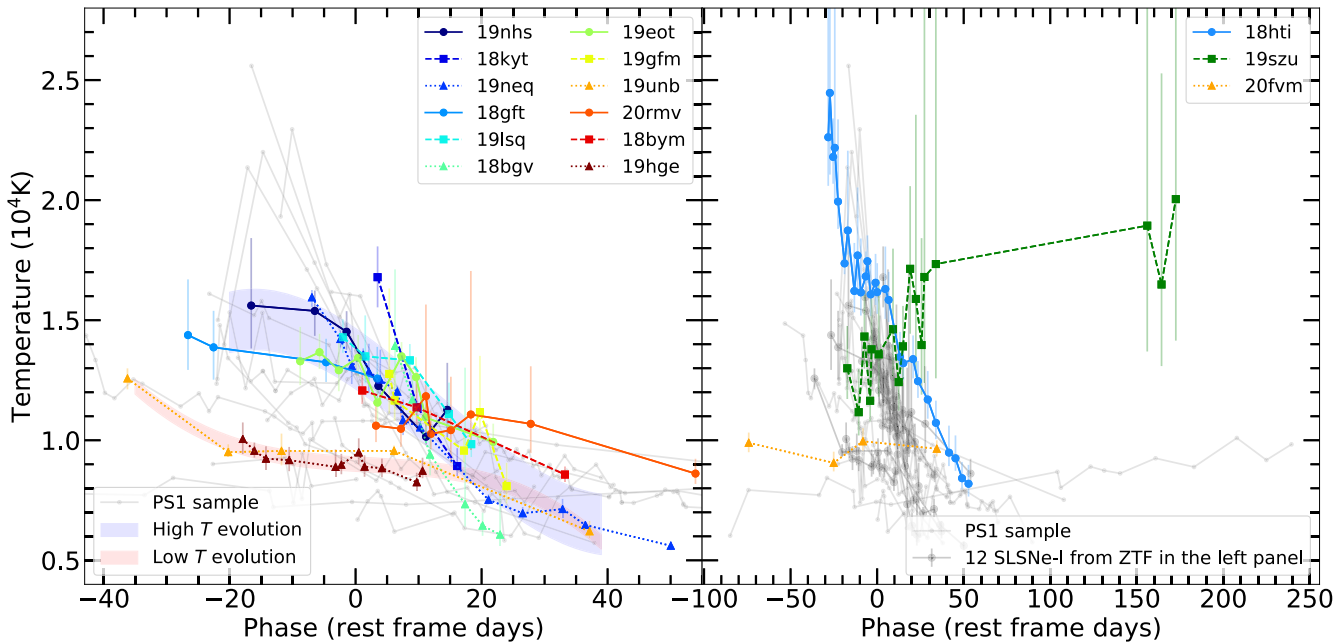 19nhs
18kyt
19neq
18gft
19lsq
18bgv
19eot
19gfm
19unb
20rmv
18bym
19hge
18hti
19szu
20fvm
2.5
2.0
1.5
1.0
0.5
Temperature (10⁴K)
PS1 sample
High T evolution
Low T evolution
PS1 sample
12 SLSNe-I from ZTF in the left panel
−40 −20 0 20 40
−100 −50 0 50 100 150 200 250
Phase (rest frame days)
Phase (rest frame days)